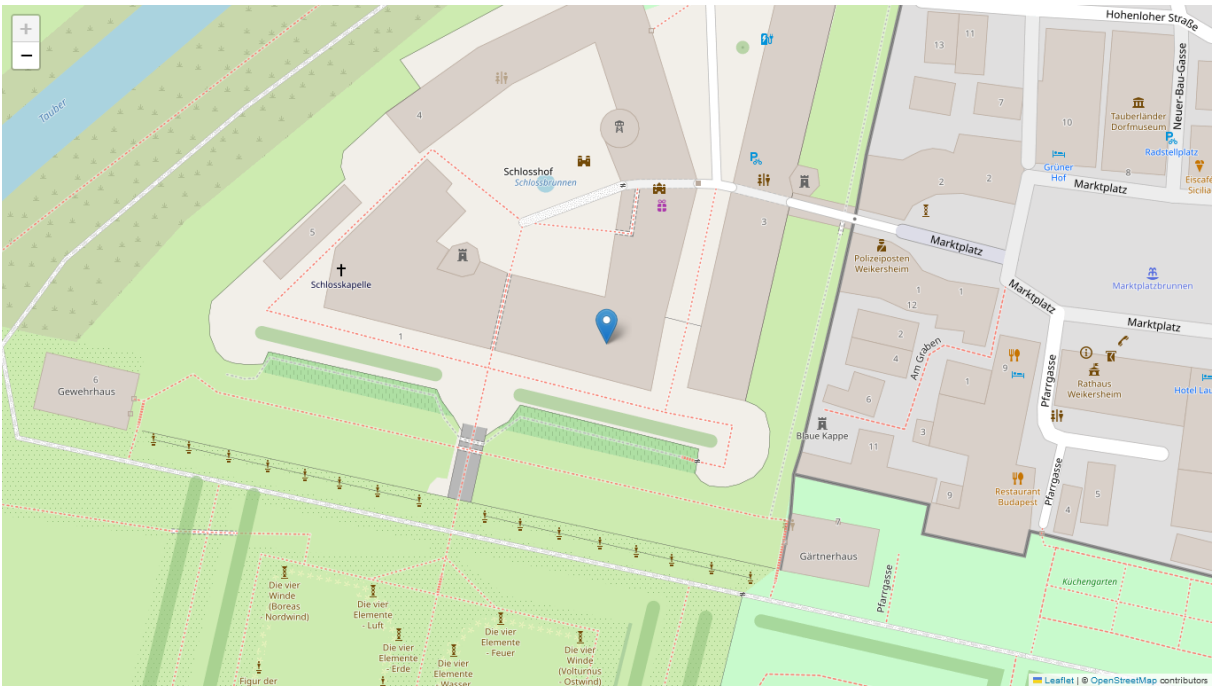 +
−
Hohenloher Straße
11
13
Neuer-Bau-Gasse
4
7
10
Tauberländer
Dorfmuseum
Tauber
Radstellplatz
Schlosshof
Schlossbrunnen
Grüner
Hof
8
Eiscafé
Sicilia
2
2
Marktplatz
3
5
Marktplatz
Polizeiposten
Weikersheim
Schlosskapelle
Marktplatzbrunnen
1
1
12
Marktplatz
Marktplatz
1
2
4
Am Graben
9
6
Gewehrhaus
1
Pfarrgasse
Rathaus
Weikersheim
Hotel Lau
6
3
Blaue Kappe
11
Pfarrgasse
9
Restaurant
Budapest
5
4
7
Gärtnerhaus
Pfarrgasse
Küchengarten
Die vier
Winde
(Boreas
Nordwind)
Die vier
Elemente
- Luft
Die vier
Elemente
- Erde
Die vier
Elemente
- Feuer
Die vier
Elemente
- Wasser
Die vier
Winde
(Volturnus
- Ostwind)
Figur der
Leaflet | © OpenStreetMap contributors